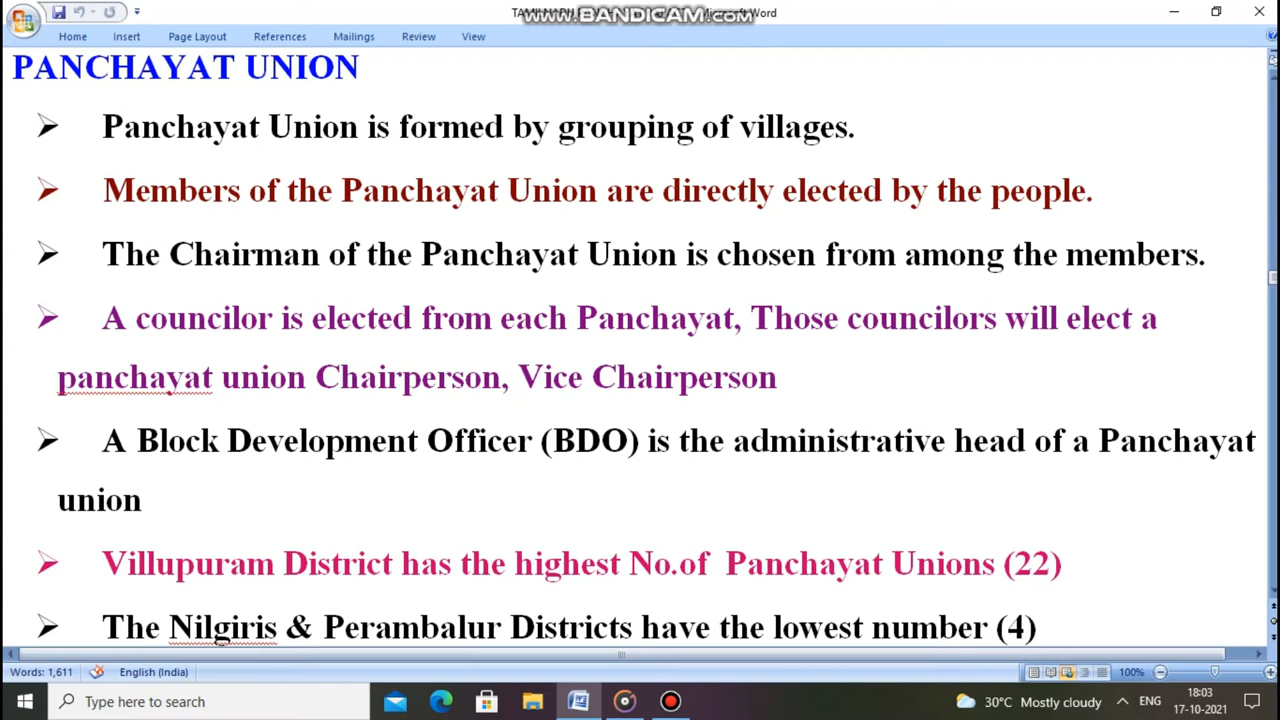 www.BANDICAM.com
Microsoft Word
Home Insert Page Layout References Mailings Review View
PANCHAYAT UNION
➢ Panchayat Union is formed by grouping of villages.
➢ Members of the Panchayat Union are directly elected by the people.
➢ The Chairman of the Panchayat Union is chosen from among the members.
➢ A councilor is elected from each Panchayat, Those councilors will elect a
panchayat union Chairperson, Vice Chairperson
➢ A Block Development Officer (BDO) is the administrative head of a Panchayat
union
➢ Villupuram District has the highest No.of Panchayat Unions (22)
➢ The Nilgiris & Perambalur Districts have the lowest number (4)
Words: 1,611 English (India) 100%
Type here to search 30°C Mostly cloudy ENG 18:03
17-10-2021